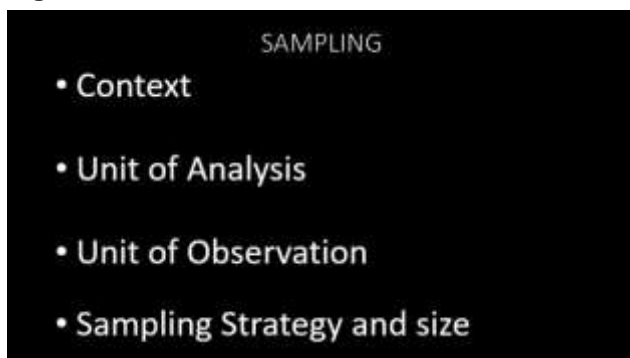 SAMPLING
• Context
• Unit of Analysis
• Unit of Observation
• Sampling Strategy and size